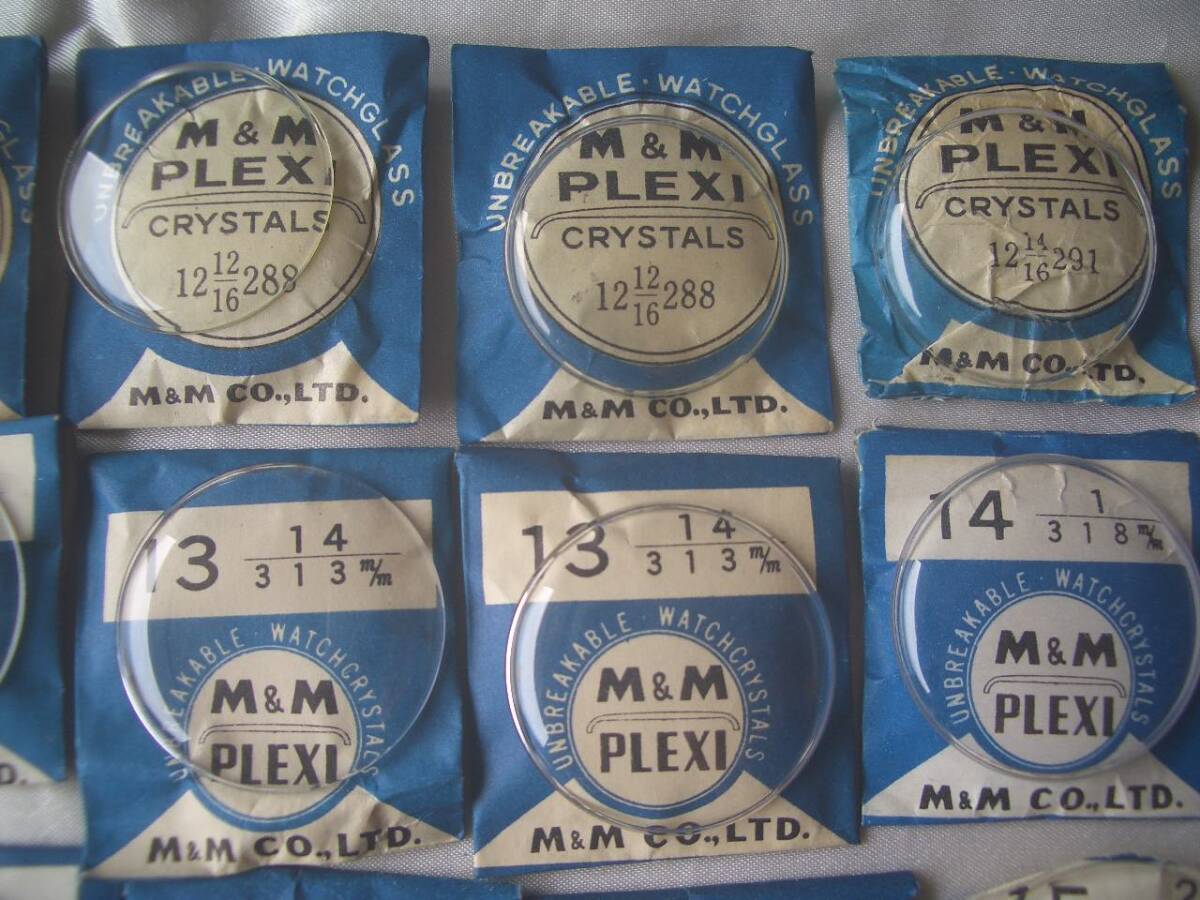 UNBREAKABLE · WATCHGLASS
M & M
PLEXI
CRYSTALS
12 12/16 288
M&M CO.,LTD.
UNBREAKABLE · WATCHGLASS
M & M
PLEXI
CRYSTALS
12 12/16 288
M&M CO.,LTD.
UNBREAKABLE · WATCHGLASS
M & M
PLEXI
CRYSTALS
12 14/16 291
M&M CO.,LTD.
13 14/313 m/m
UNBREAKABLE · WATCHCRYSTALS
M&M
PLEXI
M&M CO.,LTD.
13 14/313 m/m
UNBREAKABLE · WATCHCRYSTALS
M&M
PLEXI
M&M CO.,LTD.
14 1/318 m/m
UNBREAKABLE · WATCHCRYSTALS
M&M
PLEXI
M&M CO.,LTD.
D.
15